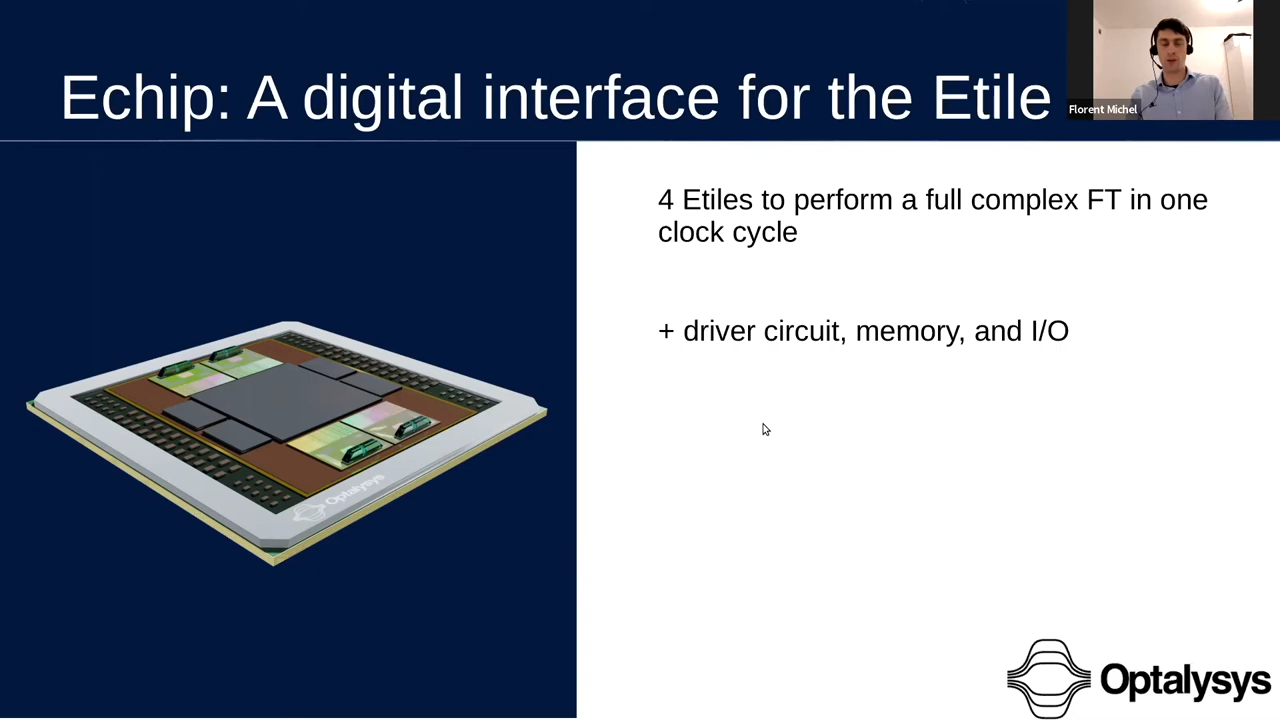 Echip: A digital interface for the Etile
Florent Michel
4 Etiles to perform a full complex FT in one
clock cycle
+ driver circuit, memory, and I/O
Optalysys
Optalysys